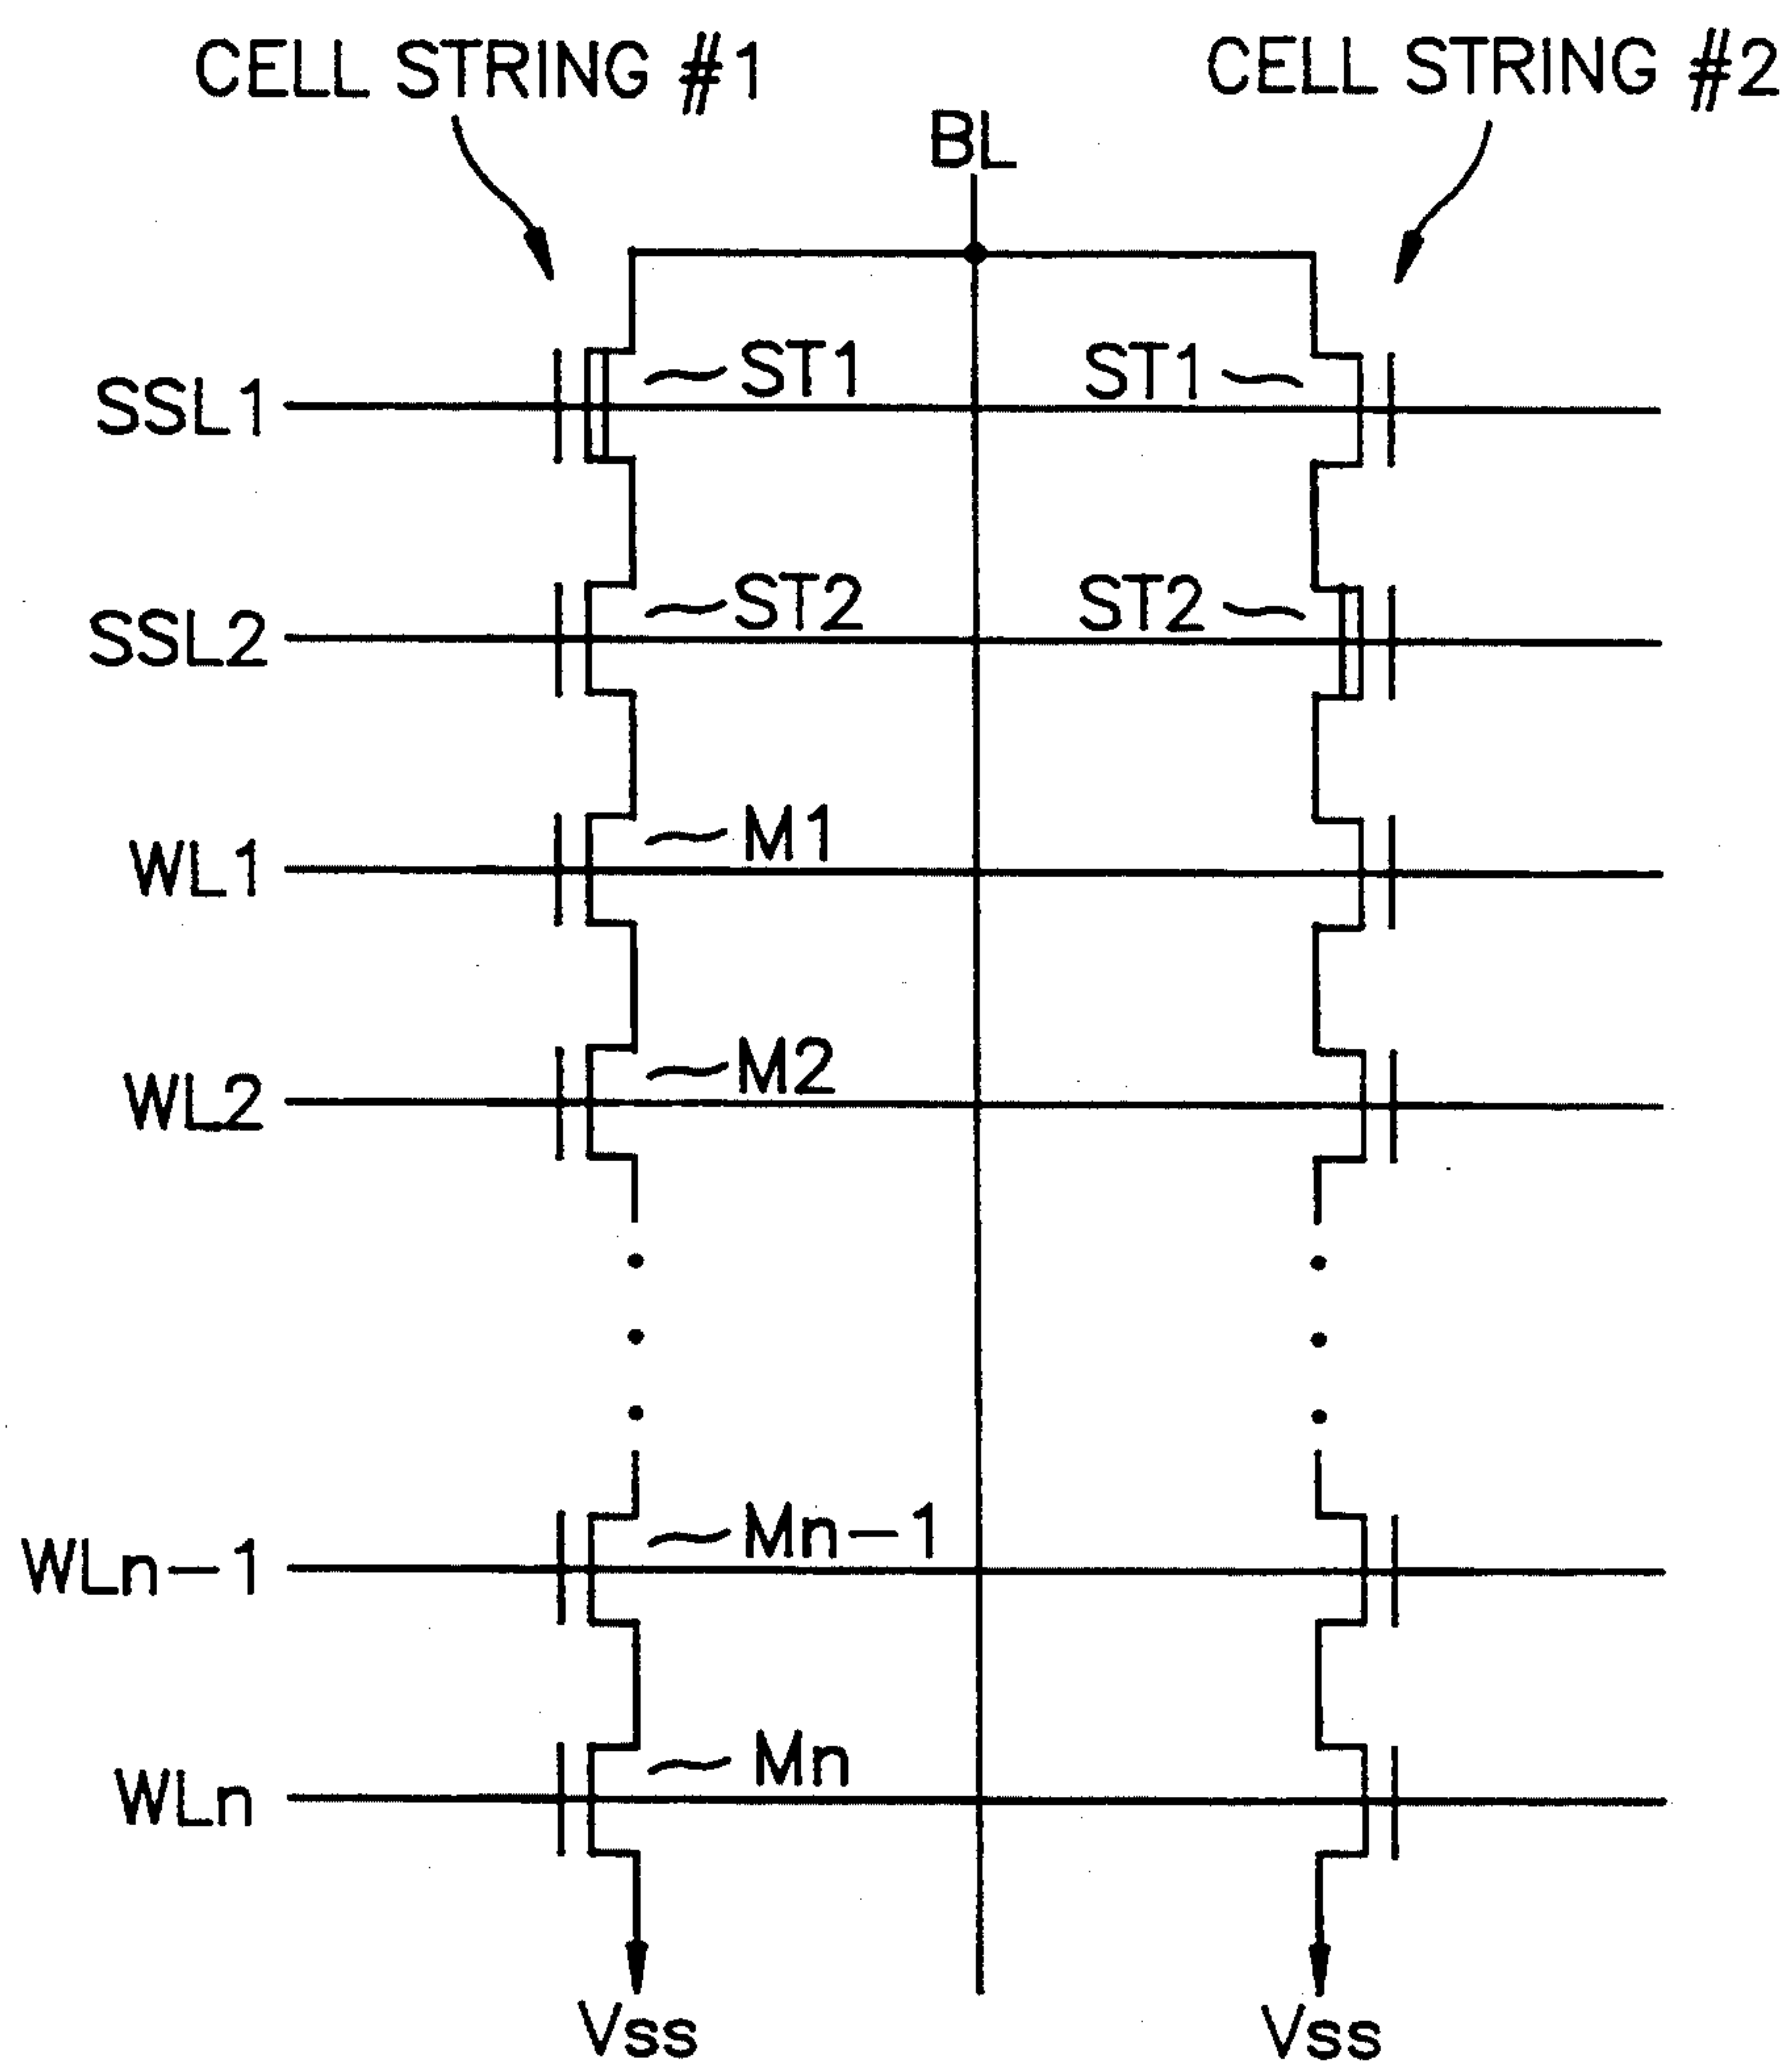 CELL STRING #1
CELL STRING #2
BL
SSL1
ST1
ST1
SSL2
ST2
ST2
WL1
M1
WL2
M2
WLn-1
Mn-1
WLn
Mn
Vss
Vss